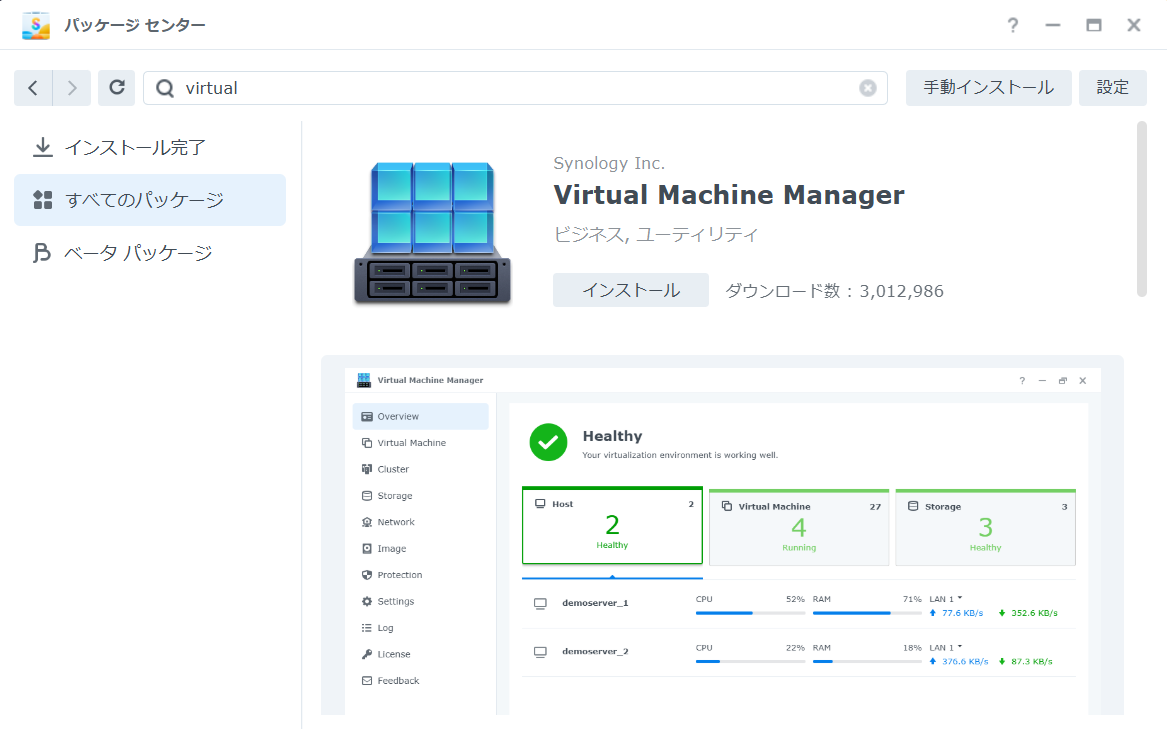 パッケージ センター
virtual
手動インストール
設定
インストール完了
すべてのパッケージ
ベータ パッケージ
Synology Inc.
Virtual Machine Manager
ビジネス, ユーティリティ
インストール
ダウンロード数 : 3,012,986
Virtual Machine Manager
Overview
Virtual Machine
Cluster
Storage
Network
Image
Protection
Settings
Log
License
Feedback
Healthy
Your virtualization environment is working well.
Host 2
2
Healthy
Virtual Machine 27
4
Running
Storage 3
3
Healthy
demoserver_1 CPU 52% RAM 71% LAN 1
77.6 KB/s 352.6 KB/s
demoserver_2 CPU 22% RAM 18% LAN 1
376.6 KB/s 87.3 KB/s